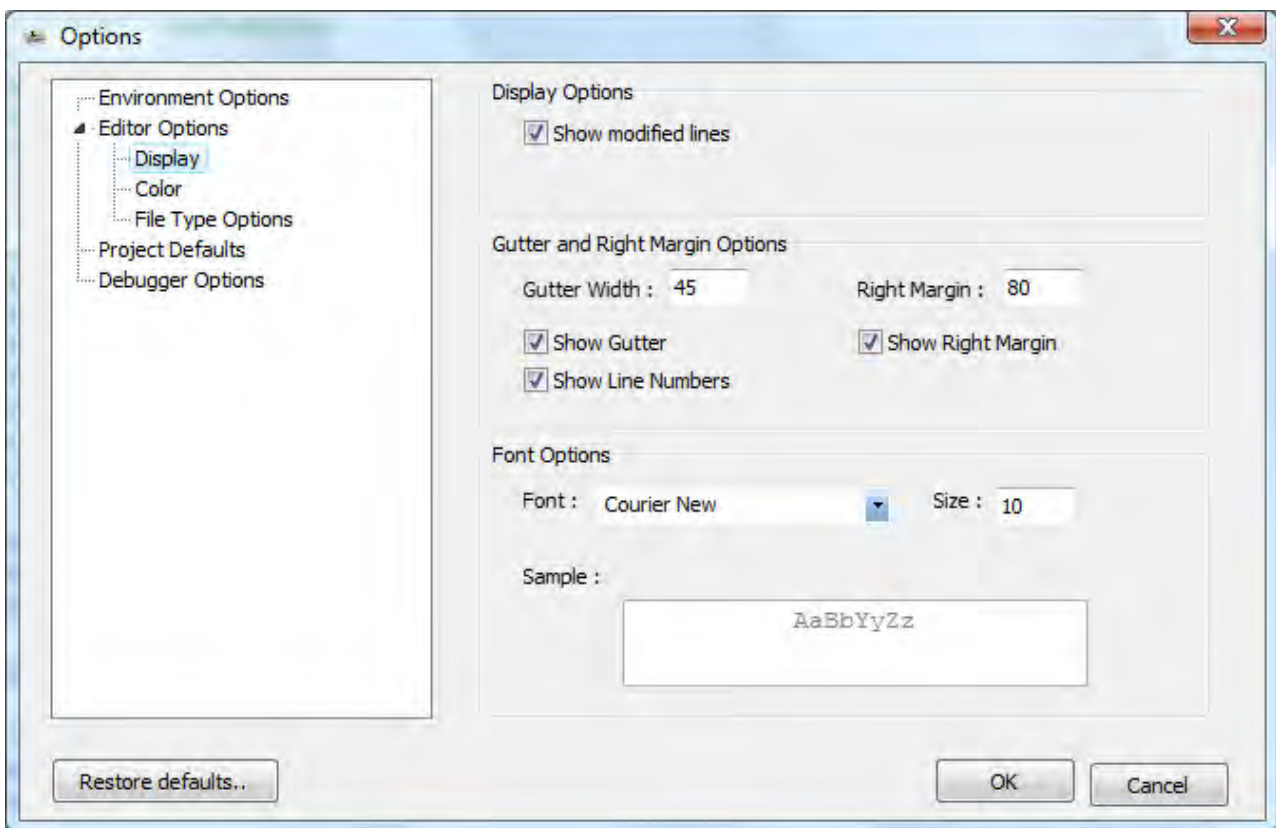 Options
Environment Options
Editor Options
Display
Color
File Type Options
Project Defaults
Debugger Options
Display Options
Show modified lines
Gutter and Right Margin Options
Gutter Width : 45 Right Margin : 80
Show Gutter Show Right Margin
Show Line Numbers
Font Options
Font : Courier New Size : 10
Sample :
AaBbYyZz
Restore defaults.. OK Cancel